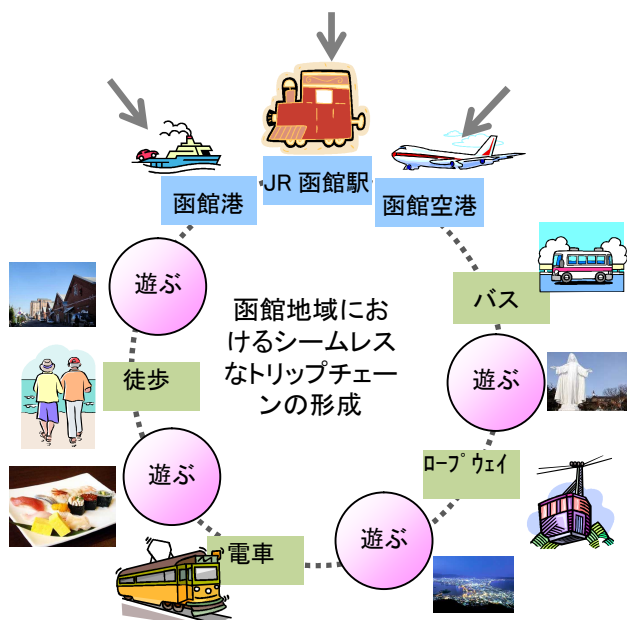 JR 函館駅
函館港
函館空港
遊ぶ
バス
函館地域にお
けるシームレス
なトリップチェー
ンの形成
徒歩
遊ぶ
ﾛｰﾌﾟｳｪｲ
遊ぶ
遊ぶ
電車